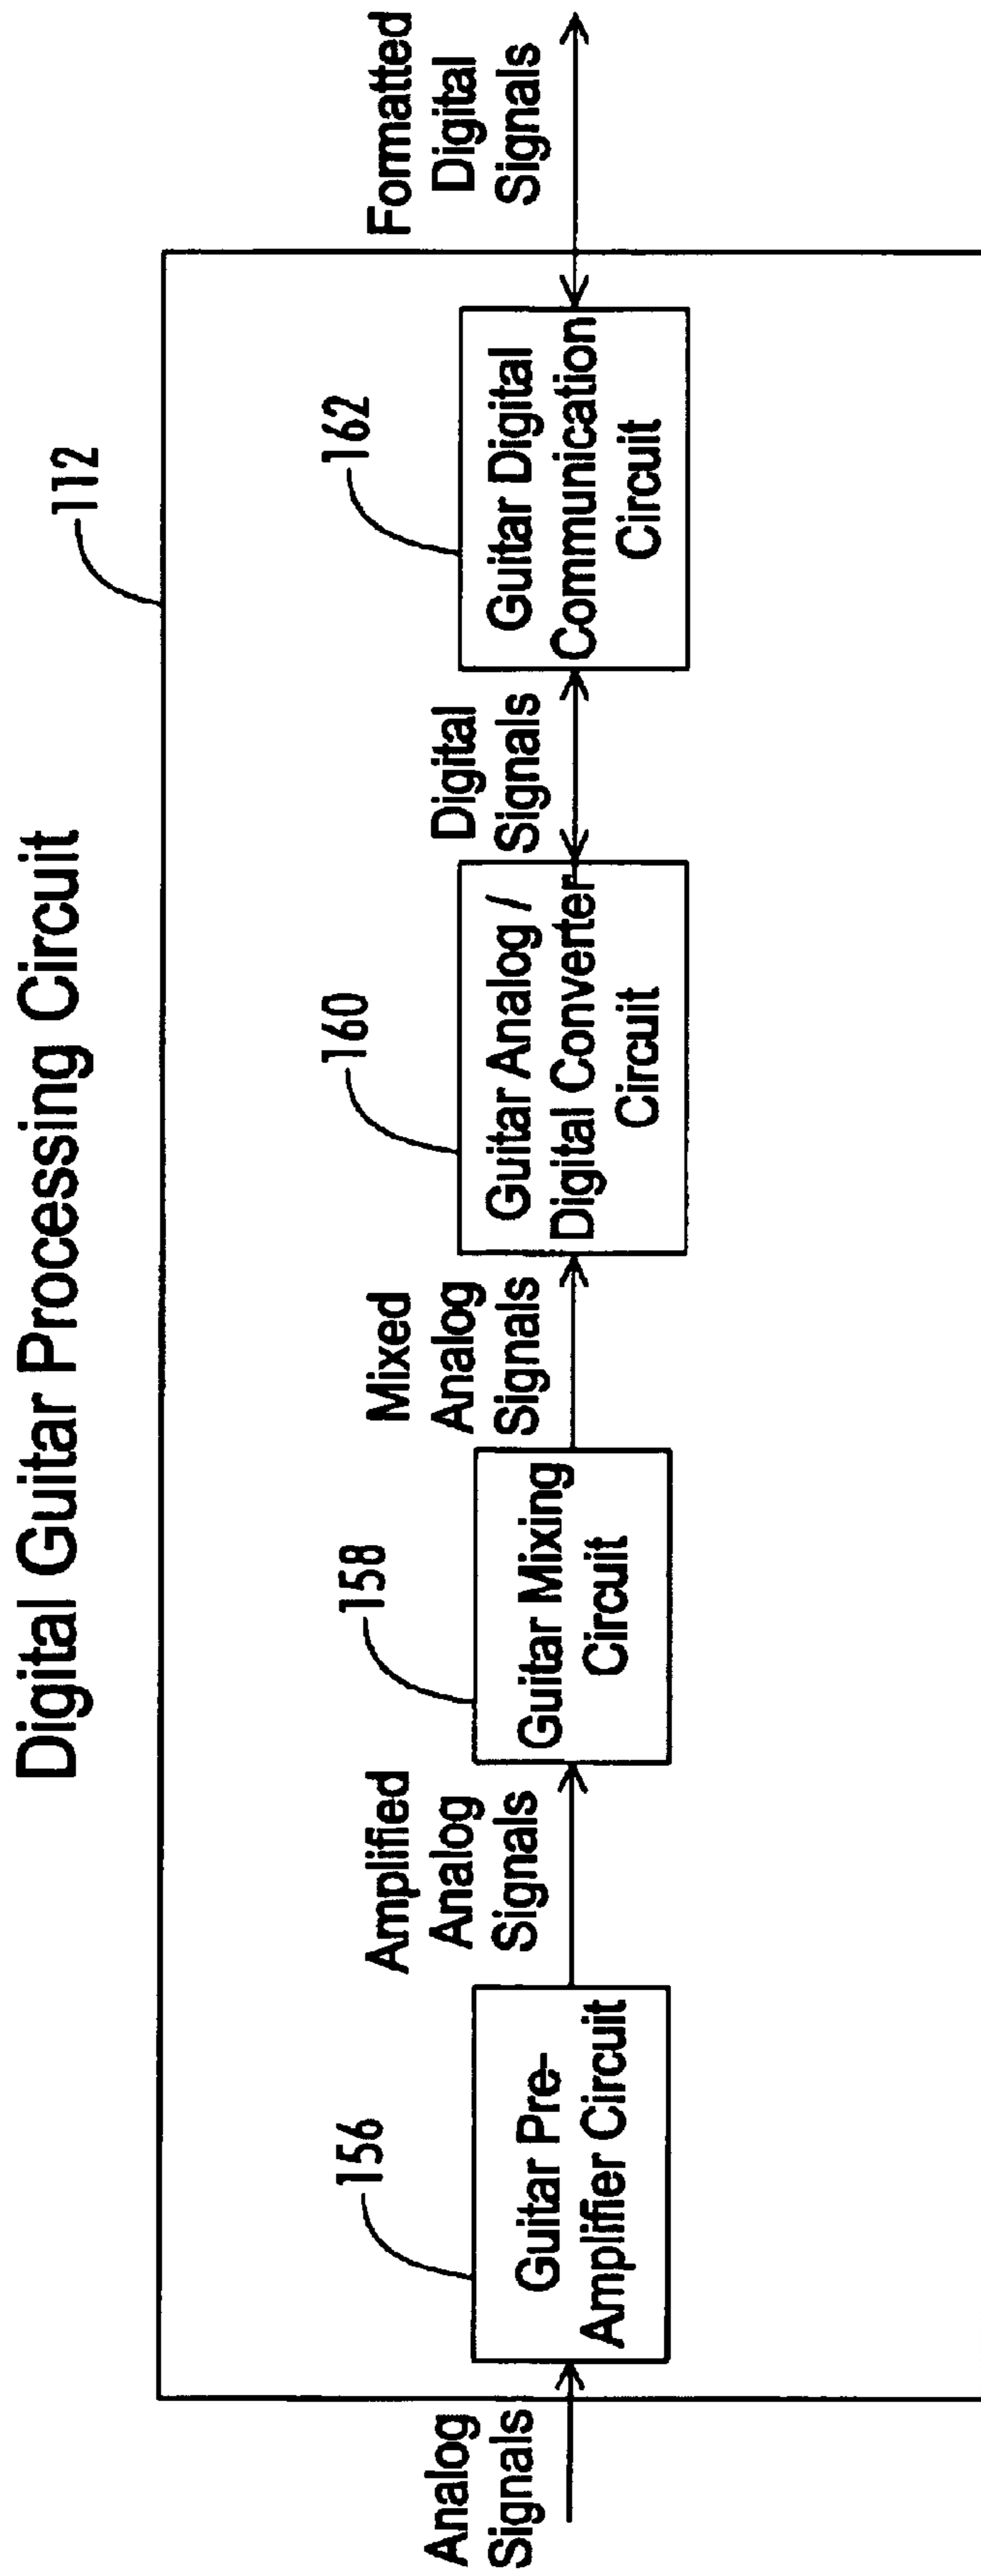 Digital Guitar Processing Circuit
112
Analog
Signals
156
Guitar Pre-
Amplifier Circuit
Amplified
Analog
Signals
158
Guitar Mixing
Circuit
Mixed
Analog
Signals
160
Guitar Analog /
Digital Converter
Circuit
Digital
Signals
162
Guitar Digital
Communication
Circuit
Formatted
Digital
Signals